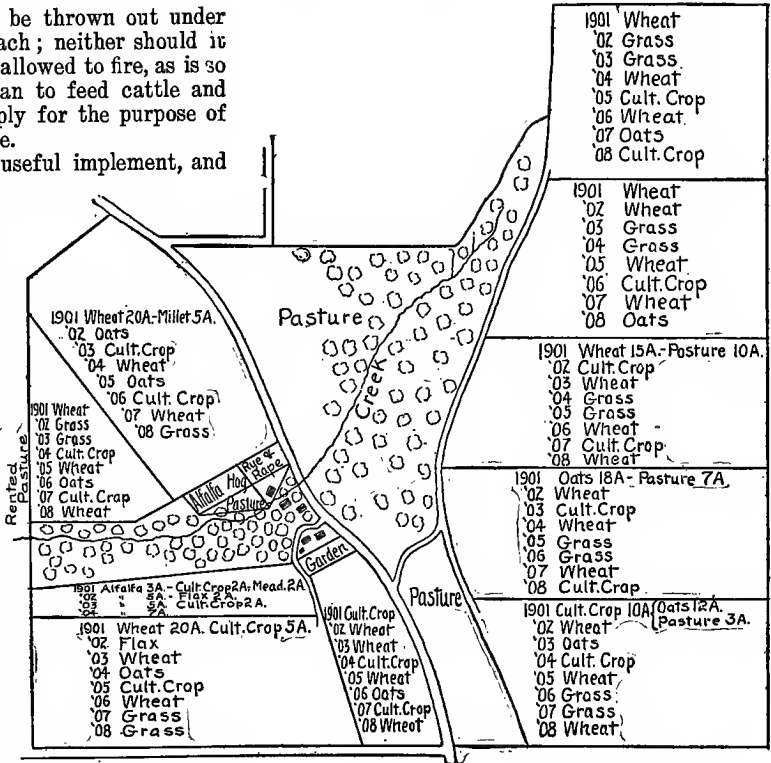 be thrown out under
ach; neither should it
allowed to fire, as is so
an to feed cattle and
ply for the purpose of
e.
useful implement, and
1901 Wheat
'02 Grass
'03 Grass
'04 Wheat
'05 Cult. Crop
'06 Wheat
'07 Oats
'08 Cult. Crop
1901 Wheat
'02 Wheat
'03 Grass
'04 Grass
'05 Wheat
'06 Cult. Crop
'07 Wheat
'08 Oats
1901 Wheat 15A.-Pasture 10A.
'02 Cult. Crop
'03 Wheat
'04 Grass
'05 Grass
'06 Wheat
'07 Cult. Crop
'08 Wheat
1901 Oats 18A-Pasture 7A.
'02 Wheat
'03 Cult. Crop
'04 Wheat
'05 Grass
'06 Grass
'07 Wheat
'08 Cult. Crop
1901 Cult. Crop 10A {Oats 12A.
Pasture 3A.
'02 Wheat
'03 Oats
'04 Cult. Crop
'05 Wheat
'06 Grass
'07 Grass
'08 Wheat
Pasture
Creek
1901 Wheat 20A.-Millet 5A.
'02 Oats
'03 Cult. Crop
'04 Wheat
'05 Oats
'06 Cult. Crop
'07 Wheat
'08 Grass
1901 Wheat
'02 Grass
'03 Grass
'04 Cult. Crop
'05 Wheat
'06 Oats
'07 Cult. Crop
'08 Wheat
Rented
Pasture
Alfalfa
Hog
Pasture
Rye &
Rape
Garden
Pasture
1901 Alfalfa 3A.-Cult. Crop 2A. Mead. 2A
'02 " 5A. Flax 2A.
'03 " 5A. Cult. Crop 2A.
'04 " 7A.
1901 Wheat 20A. Cult. Crop 5A.
'02 Flax
'03 Wheat
'04 Oats
'05 Cult. Crop
'06 Wheat
'07 Grass
'08 Grass
1901 Cult. Crop
'02 Wheat
'03 Wheat
'04 Cult. Crop
'05 Wheat
'06 Oats
'07 Cult. Crop
'08 Wheat